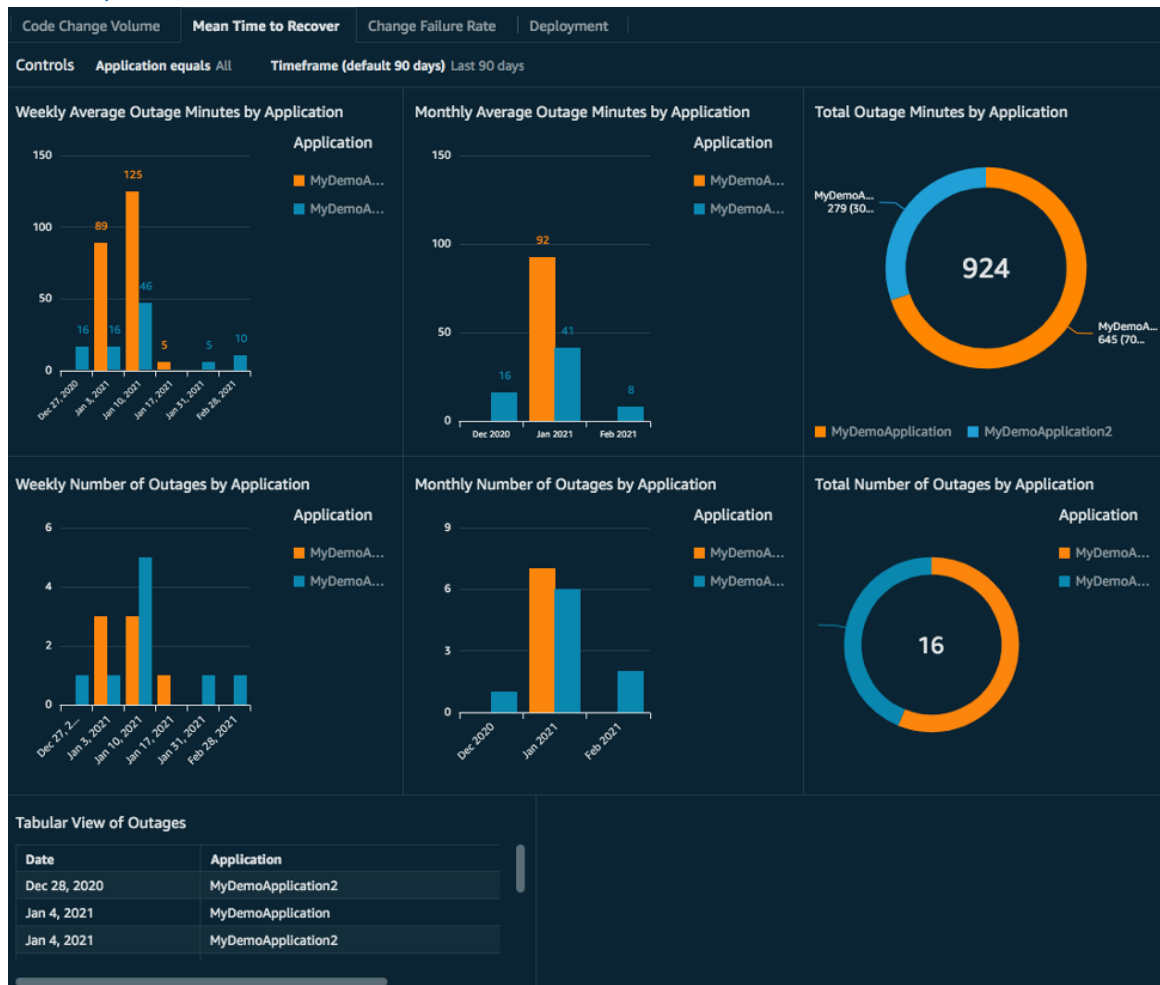 Code Change Volume
Mean Time to Recover
Change Failure Rate
Deployment
Controls Application equals All Timeframe (default 90 days) Last 90 days
Weekly Average Outage Minutes by Application
Application
MyDemoA...
MyDemoA...
150
100
50
0
16
89
16
125
46
5
5
10
Dec 27, 2020
Jan 3, 2021
Jan 10, 2021
Jan 17, 2021
Jan 31, 2021
Feb 28, 2021
Monthly Average Outage Minutes by Application
Application
MyDemoA...
MyDemoA...
150
100
50
0
16
92
41
8
Dec 2020
Jan 2021
Feb 2021
Total Outage Minutes by Application
MyDemoA...
279 (30...
924
MyDemoA...
645 (70...
MyDemoApplication
MyDemoApplication2
Weekly Number of Outages by Application
Application
MyDemoA...
MyDemoA...
6
4
2
0
Dec 27, 2...
Jan 3, 2021
Jan 10, 2021
Jan 17, 2021
Jan 31, 2021
Feb 28, 2021
Monthly Number of Outages by Application
Application
MyDemoA...
MyDemoA...
9
6
3
0
Dec 2020
Jan 2021
Feb 2021
Total Number of Outages by Application
Application
MyDemoA...
MyDemoA...
16
Tabular View of Outages
Date Application
Dec 28, 2020 MyDemoApplication2
Jan 4, 2021 MyDemoApplication
Jan 4, 2021 MyDemoApplication2